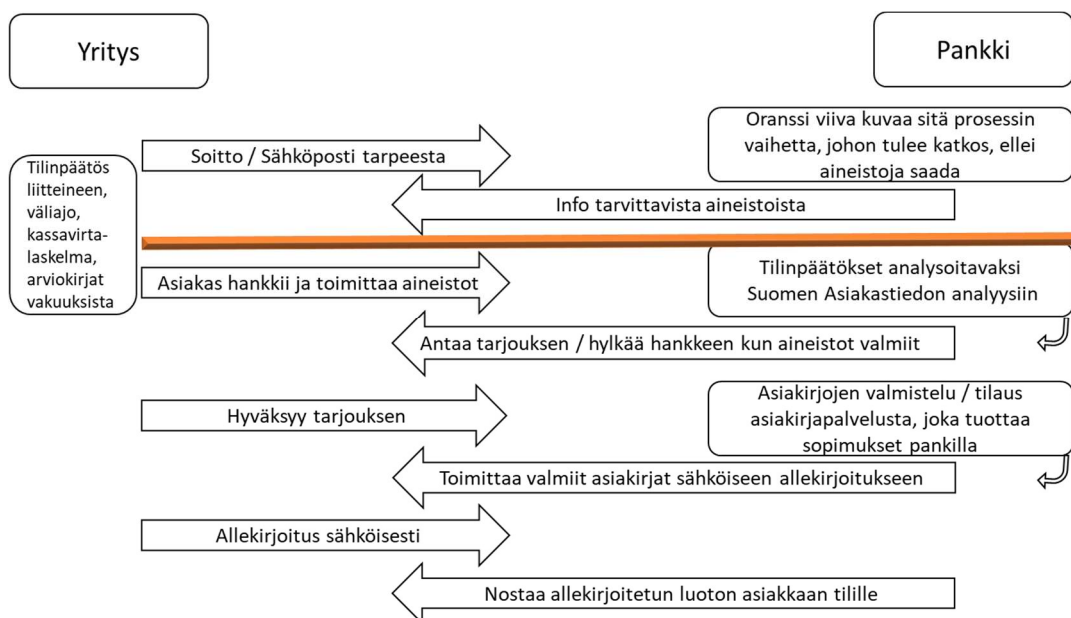 Yritys
Pankki
Oranssi viiva kuvaa sitä prosessin
vaihetta, johon tulee katkos, ellei
aineistoja saada
Soitto / Sähköposti tarpeesta
Tilinpäätös
liitteineen,
väliajo,
kassavirta-
laskelma,
arviokirjat
vakuuksista
Info tarvittavista aineistoista
Asiakas hankkii ja toimittaa aineistot
Tilinpäätökset analysoitavaksi
Suomen Asiakastiedon analyysiin
Antaa tarjouksen / hylkää hankkeen kun aineistot valmiit
Hyväksyy tarjouksen
Asiakirjojen valmistelu / tilaus
asiakirjapalvelusta, joka tuottaa
sopimukset pankilla
Toimittaa valmiit asiakirjat sähköiseen allekirjoitukseen
Allekirjoitus sähköisesti
Nostaa allekirjoitetun luoton asiakkaan tilille